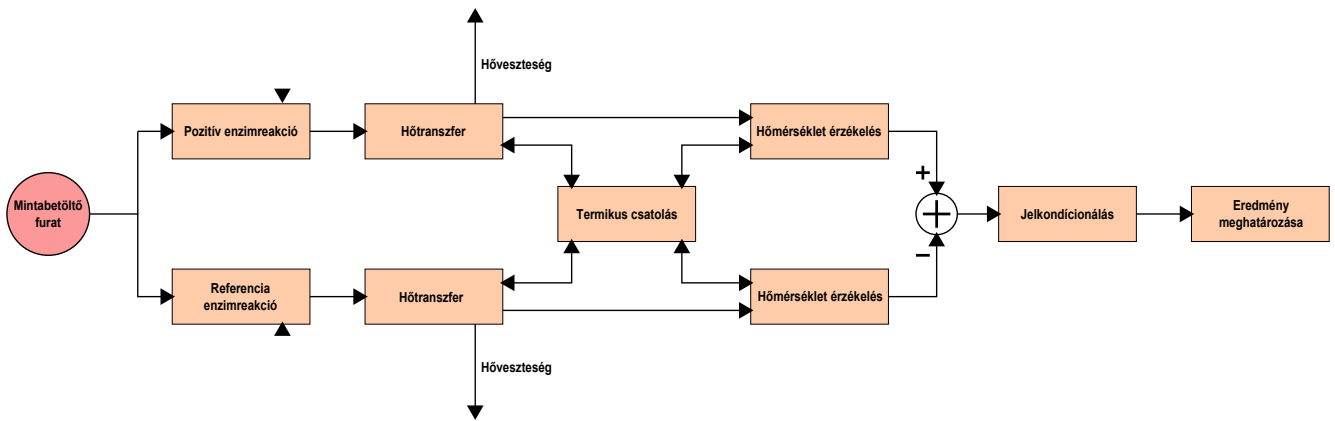 Hőveszteség
Pozitív enzimreakció
Hőtranszfer
Hőmérséklet érzékelés
Mintabetöltő
furat
Termikus csatolás
+
−
Jelkondícionálás
Eredmény
meghatározása
Referencia
enzimreakció
Hőtranszfer
Hőmérséklet érzékelés
Hőveszteség